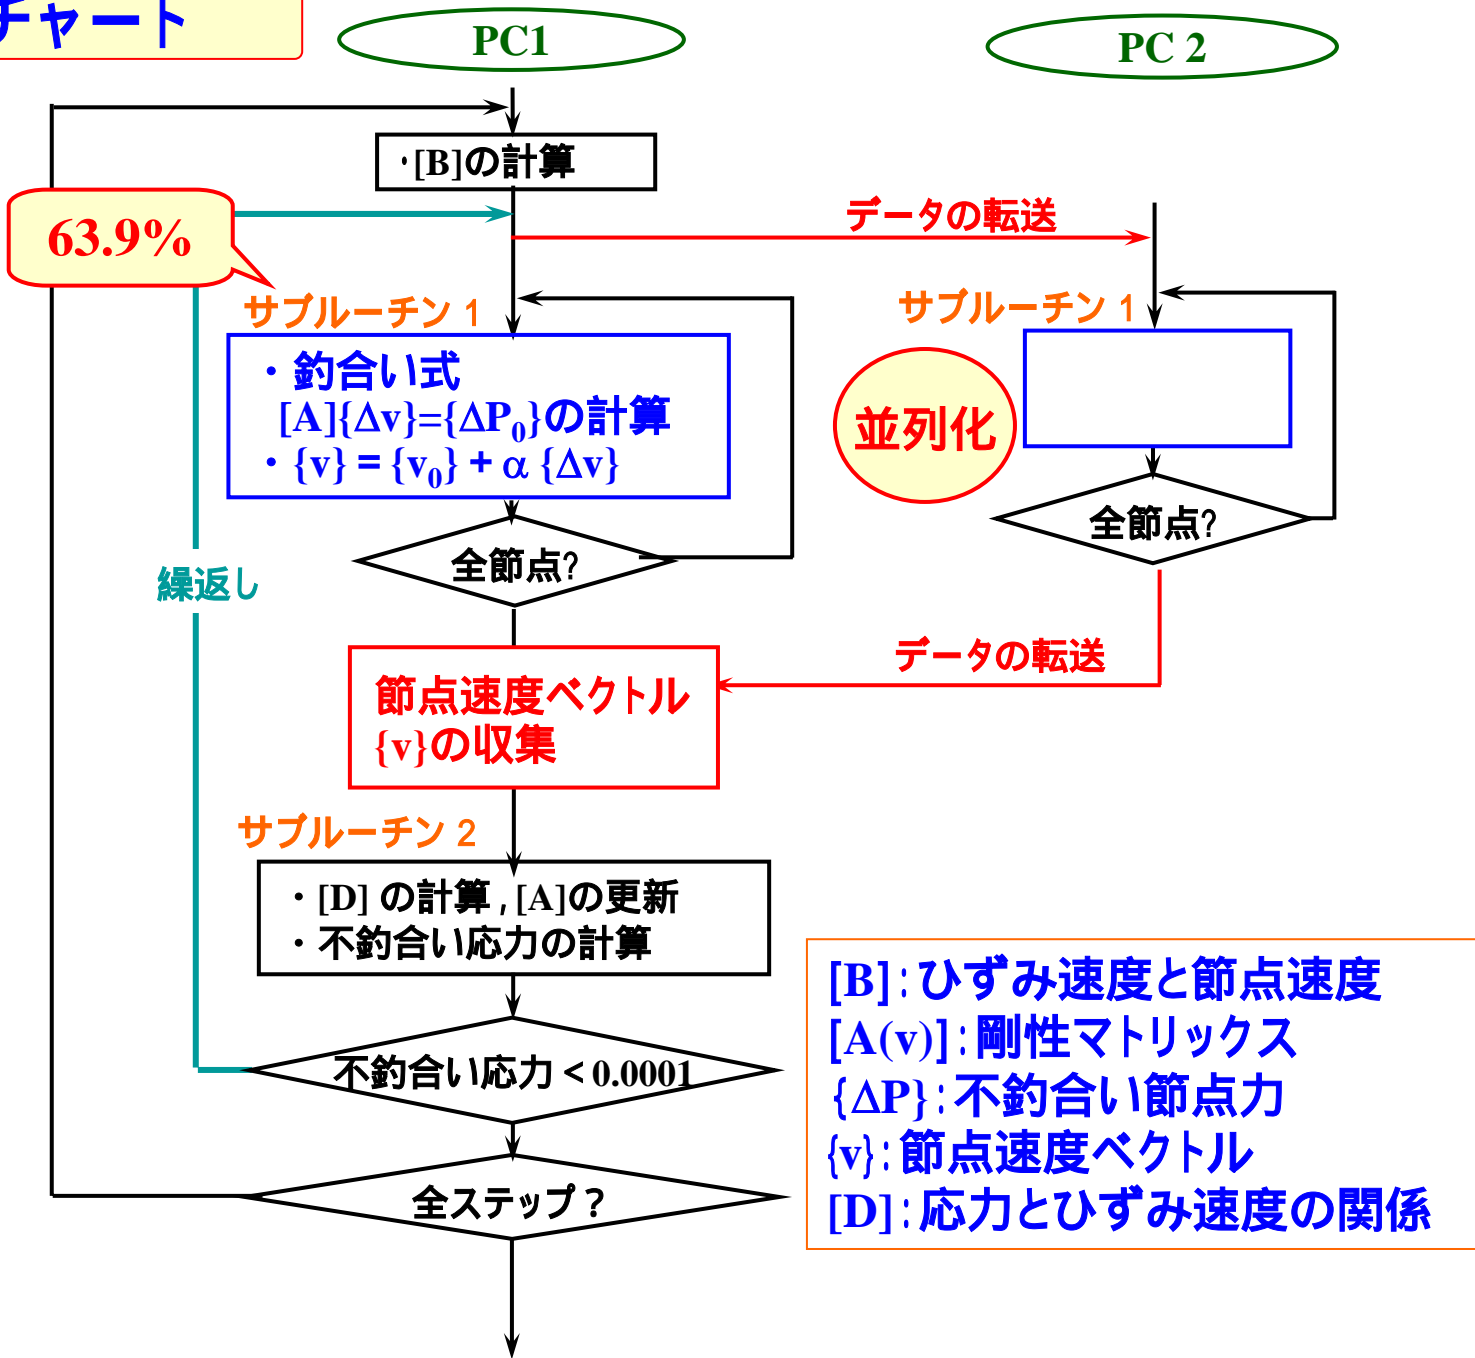 チャート
PC1
PC 2
・[B]の計算
63.9%
データの転送
サブルーチン 1
サブルーチン 1
・釣合い式
[A]{Δv}={ΔP0}の計算
・{v} = {v0} + α {Δv}
並列化
全節点?
全節点?
繰返し
データの転送
節点速度ベクトル
{v}の収集
サブルーチン 2
・[D] の計算 , [A]の更新
・不釣合い応力の計算
不釣合い応力 < 0.0001
全ステップ？
[B]:ひずみ速度と節点速度
[A(v)]:剛性マトリックス
{ΔP}:不釣合い節点力
{v}:節点速度ベクトル
[D]:応力とひずみ速度の関係